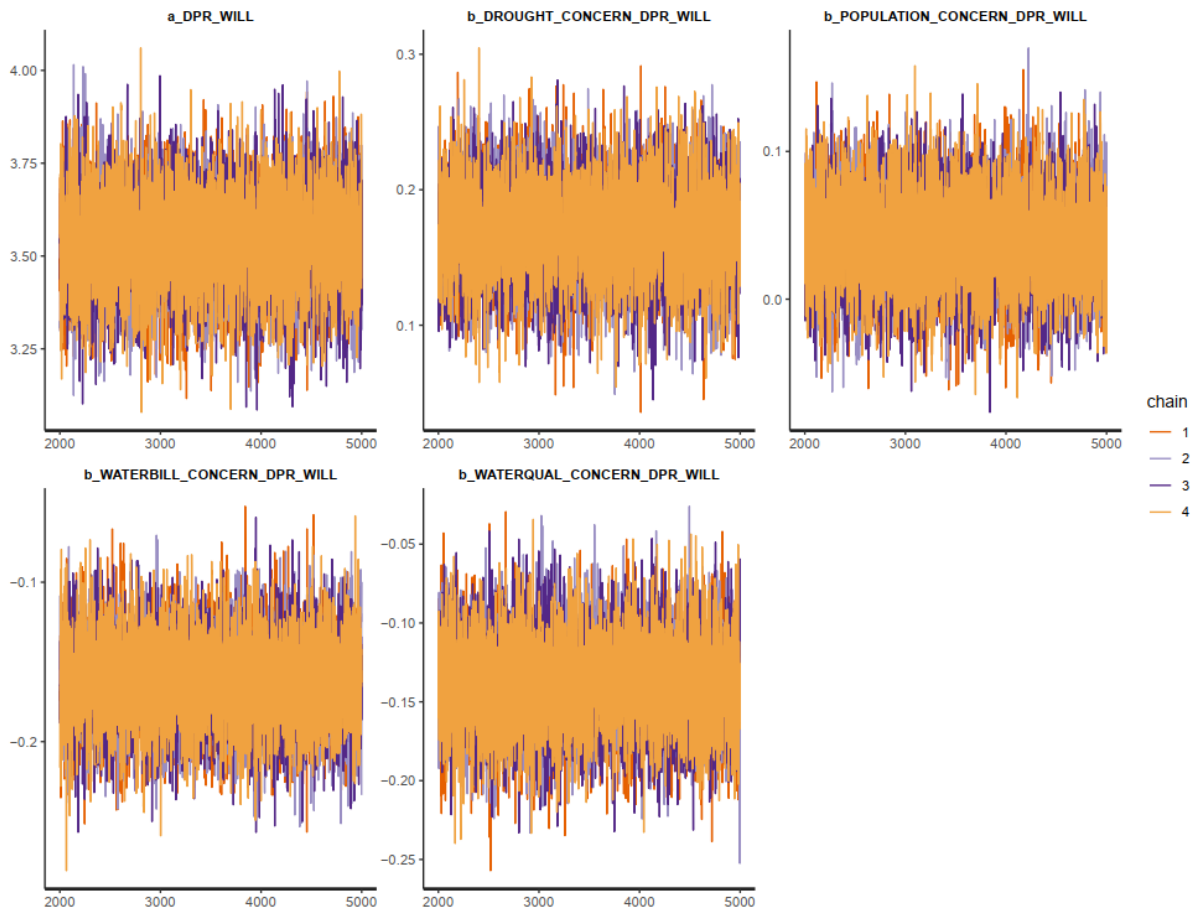 a_DPR_WILL
b_DROUGHT_CONCERN_DPR_WILL
b_POPULATION_CONCERN_DPR_WILL
4.00
3.75
3.50
3.25
2000 3000 4000 5000
0.3
0.2
0.1
2000 3000 4000 5000
0.1
0.0
2000 3000 4000 5000
b_WATERBILL_CONCERN_DPR_WILL
b_WATERQUAL_CONCERN_DPR_WILL
−0.1
−0.2
2000 3000 4000 5000
−0.05
−0.10
−0.15
−0.20
−0.25
2000 3000 4000 5000
chain
1
2
3
4